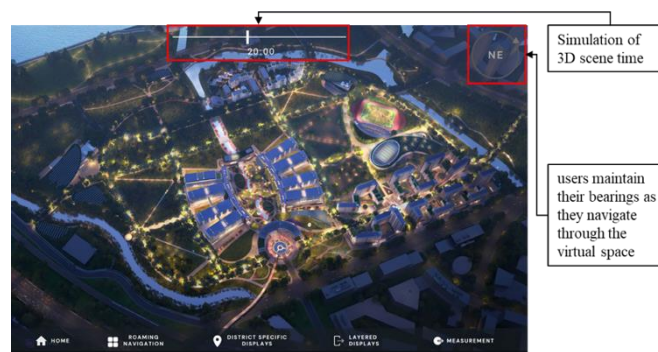 20:00
NE
Simulation of
3D scene time
users maintain
their bearings as
they navigate
through the
virtual space
HOME
ROAMING
NAVIGATION
DISTRICT SPECIFIC
DISPLAYS
LAYERED
DISPLAYS
MEASUREMENT